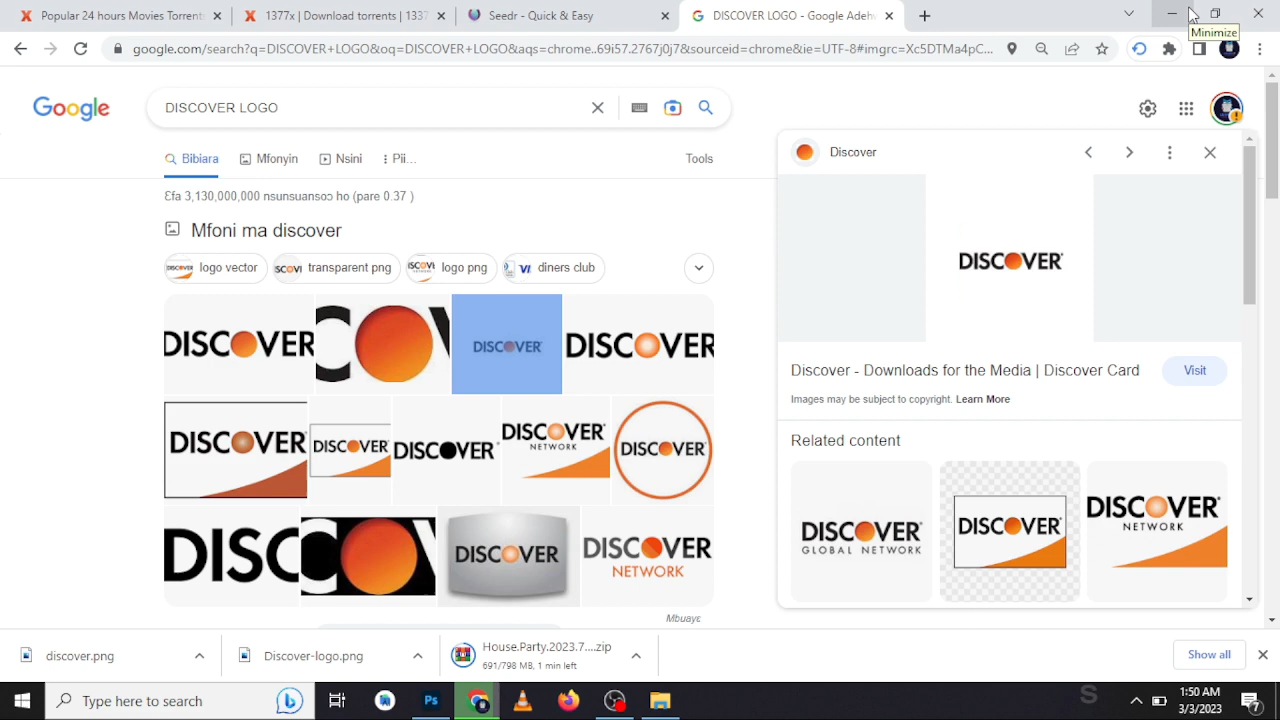 Popular 24 hours Movies Torrent
1377x | Download torrents | 133
Seedr - Quick & Easy
DISCOVER LOGO - Google Adeh
Minimize
google.com/search?q=DISCOVER+LOGO&oq=DISCOVER+LOGO&aqs=chrome..69i57.2767j0j7&sourceid=chrome&ie=UTF-8#imgrc=Xc5DTMa4pC...
Google
DISCOVER LOGO
Bibiara
Mfonyin
Nsini
Pii...
Tools
Ɛfa 3,130,000,000 nsunsuansoɔ ho (pare 0.37 )
Mfoni ma discover
logo vector
transparent png
logo png
diners club
DISCOVER
DISCOVER
DISCOVER
DISCOVER
DISCOVER
DISCOVER
DISCOVER
NETWORK
DISCOVER
DISC
DISCOVER
DISCOVER
NETWORK
Mbuayɛ
Discover
DISCOVER
Discover - Downloads for the Media | Discover Card
Visit
Images may be subject to copyright. Learn More
Related content
DISCOVER
GLOBAL NETWORK
DISCOVER
DISCOVER
NETWORK
discover.png
Discover-logo.png
House.Party.2023.7....zip
691/798 MB, 1 min left
Show all
Type here to search
Ps
1:50 AM
3/3/2023
7